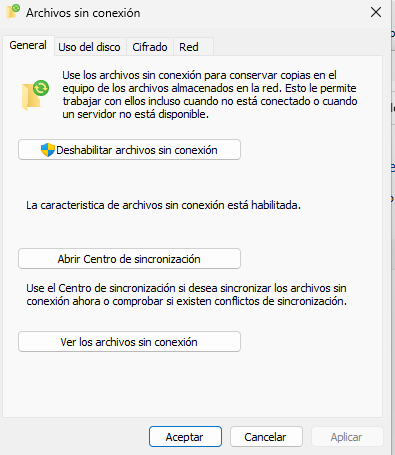 Archivos sin conexión
General Uso del disco Cifrado Red
Use los archivos sin conexión para conservar copias en el
equipo de los archivos almacenados en la red. Esto le permite
trabajar con ellos incluso cuando no está conectado o cuando
un servidor no está disponible.
Deshabilitar archivos sin conexión
La caracteristica de archivos sin conexión está habilitada.
Abrir Centro de sincronización
Use el Centro de sincronización si desea sincronizar los archivos sin
conexión ahora o comprobar si existen conflictos de sincronización.
Ver los archivos sin conexión
Aceptar Cancelar Aplicar